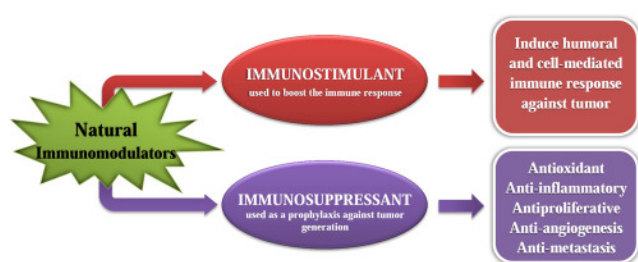 Natural
Immunomodulators
IMMUNOSTIMULANT
used to boost the immune response
Induce humoral
and cell-mediated
immune response
against tumor
IMMUNOSUPPRESSANT
used as a prophylaxis against tumor
generation
Antioxidant
Anti-inflammatory
Antiproliferative
Anti-angiogenesis
Anti-metastasis